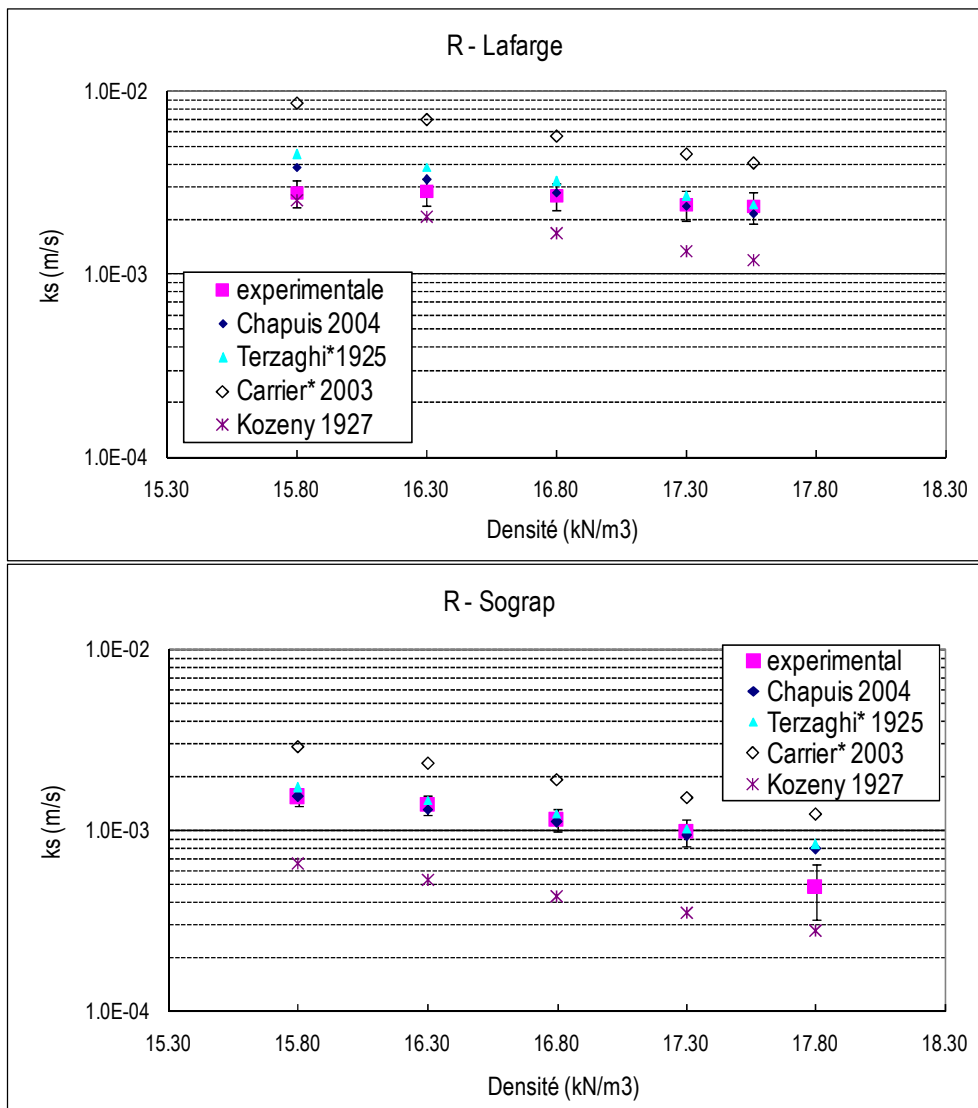 R - Lafarge
1.0E-02
1.0E-03
1.0E-04
ks (m/s)
experimentale
Chapuis 2004
Terzaghi*1925
Carrier* 2003
Kozeny 1927
15.30 15.80 16.30 16.80 17.30 17.80 18.30
Densité (kN/m3)
R - Sograp
1.0E-02
1.0E-03
1.0E-04
ks (m/s)
experimental
Chapuis 2004
Terzaghi* 1925
Carrier* 2003
Kozeny 1927
15.30 15.80 16.30 16.80 17.30 17.80 18.30
Densité (kN/m3)